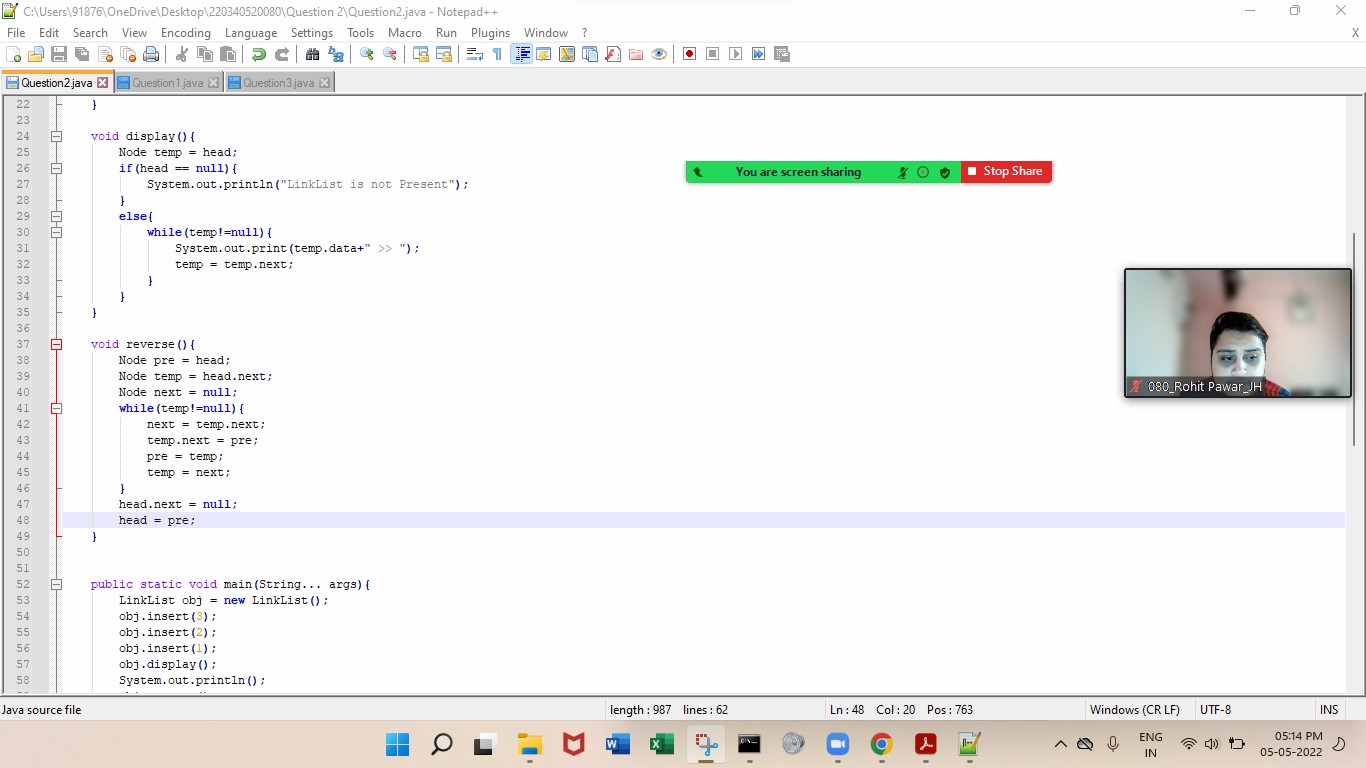 C:\Users\91876\OneDrive\Desktop\220340520080\Question 2\Question2.java - Notepad++
File Edit Search View Encoding Language Settings Tools Macro Run Plugins Window ? X
Question2.java Question1.java Question3.java
22 }
23
24 void display(){
25 Node temp = head;
26 if(head == null){
27 System.out.println("LinkList is not Present");
28 }
29 else{
30 while(temp!=null){
31 System.out.print(temp.data+" >> ");
32 temp = temp.next;
33 }
34 }
35 }
36
37 void reverse(){
38 Node pre = head;
39 Node temp = head.next;
40 Node next = null;
41 while(temp!=null){
42 next = temp.next;
43 temp.next = pre;
44 pre = temp;
45 temp = next;
46 }
47 head.next = null;
48 head = pre;
49 }
50
51
52 public static void main(String... args){
53 LinkList obj = new LinkList();
54 obj.insert(3);
55 obj.insert(2);
56 obj.insert(1);
57 obj.display();
58 System.out.println();
You are screen sharing Stop Share
080_Rohit Pawar_JH
Java source file length : 987 lines : 62 Ln : 48 Col : 20 Pos : 763 Windows (CR LF) UTF-8 INS
ENG
IN
05:14 PM
05-05-2022